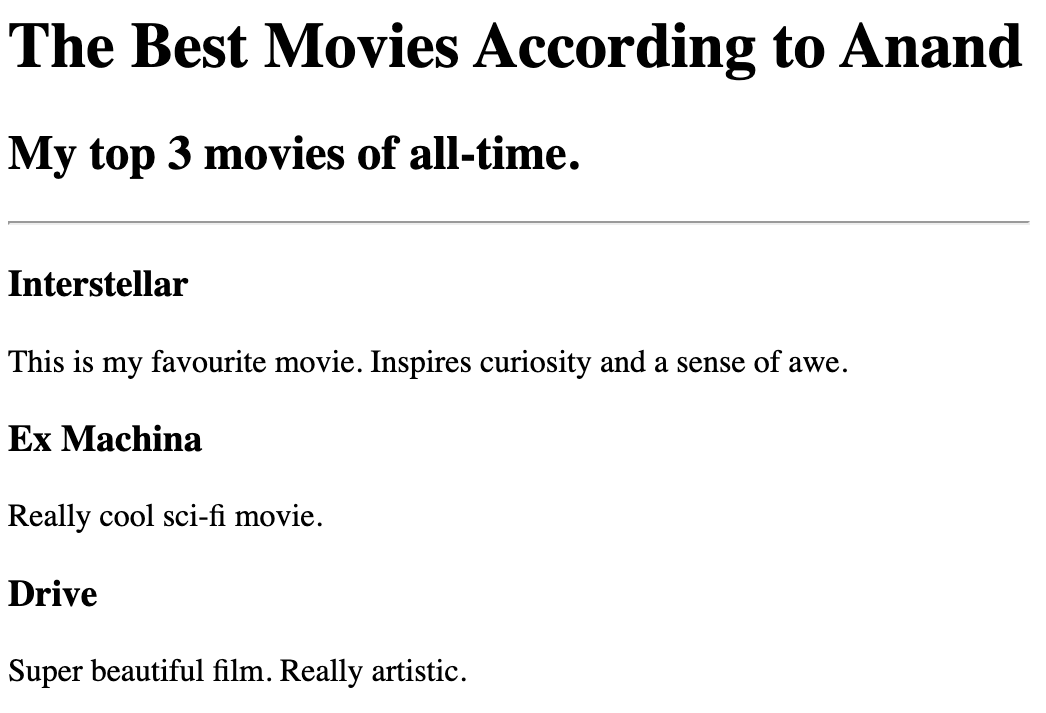 The Best Movies According to Anand
My top 3 movies of all-time.
Interstellar
This is my favourite movie. Inspires curiosity and a sense of awe.
Ex Machina
Really cool sci-fi movie.
Drive
Super beautiful film. Really artistic.